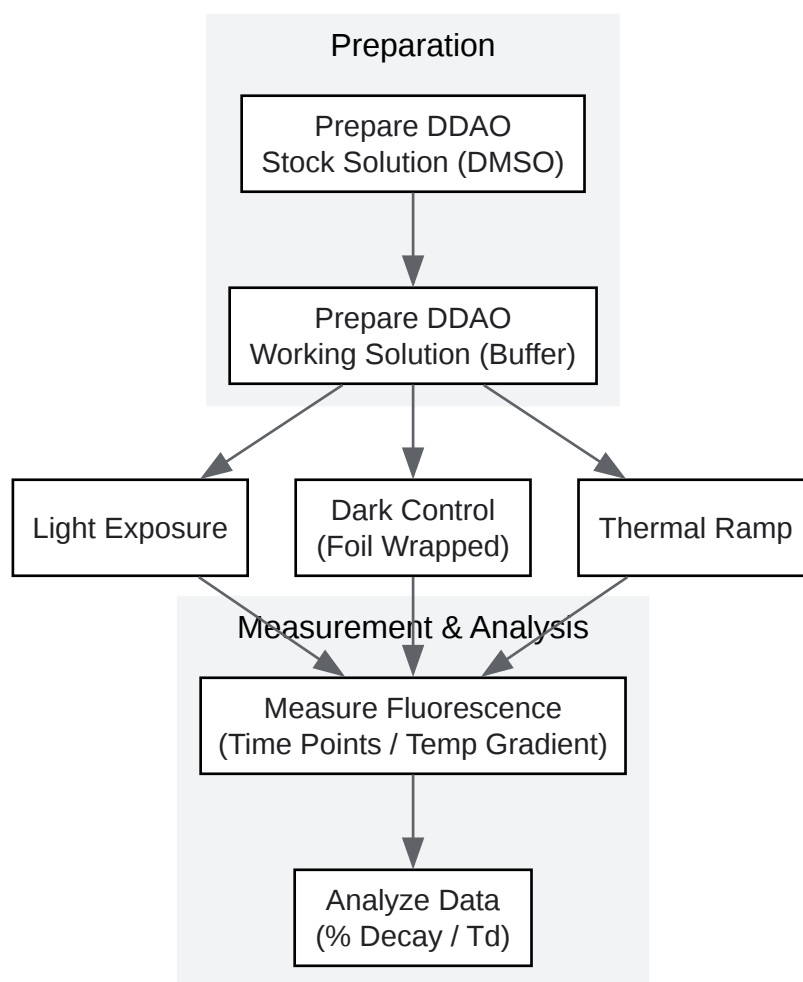 Preparation
Prepare DDAO
Stock Solution (DMSO)
Prepare DDAO
Working Solution (Buffer)
Light Exposure
Dark Control
(Foil Wrapped)
Thermal Ramp
Measurement & Analysis
Measure Fluorescence
(Time Points / Temp Gradient)
Analyze Data
(% Decay / Td)